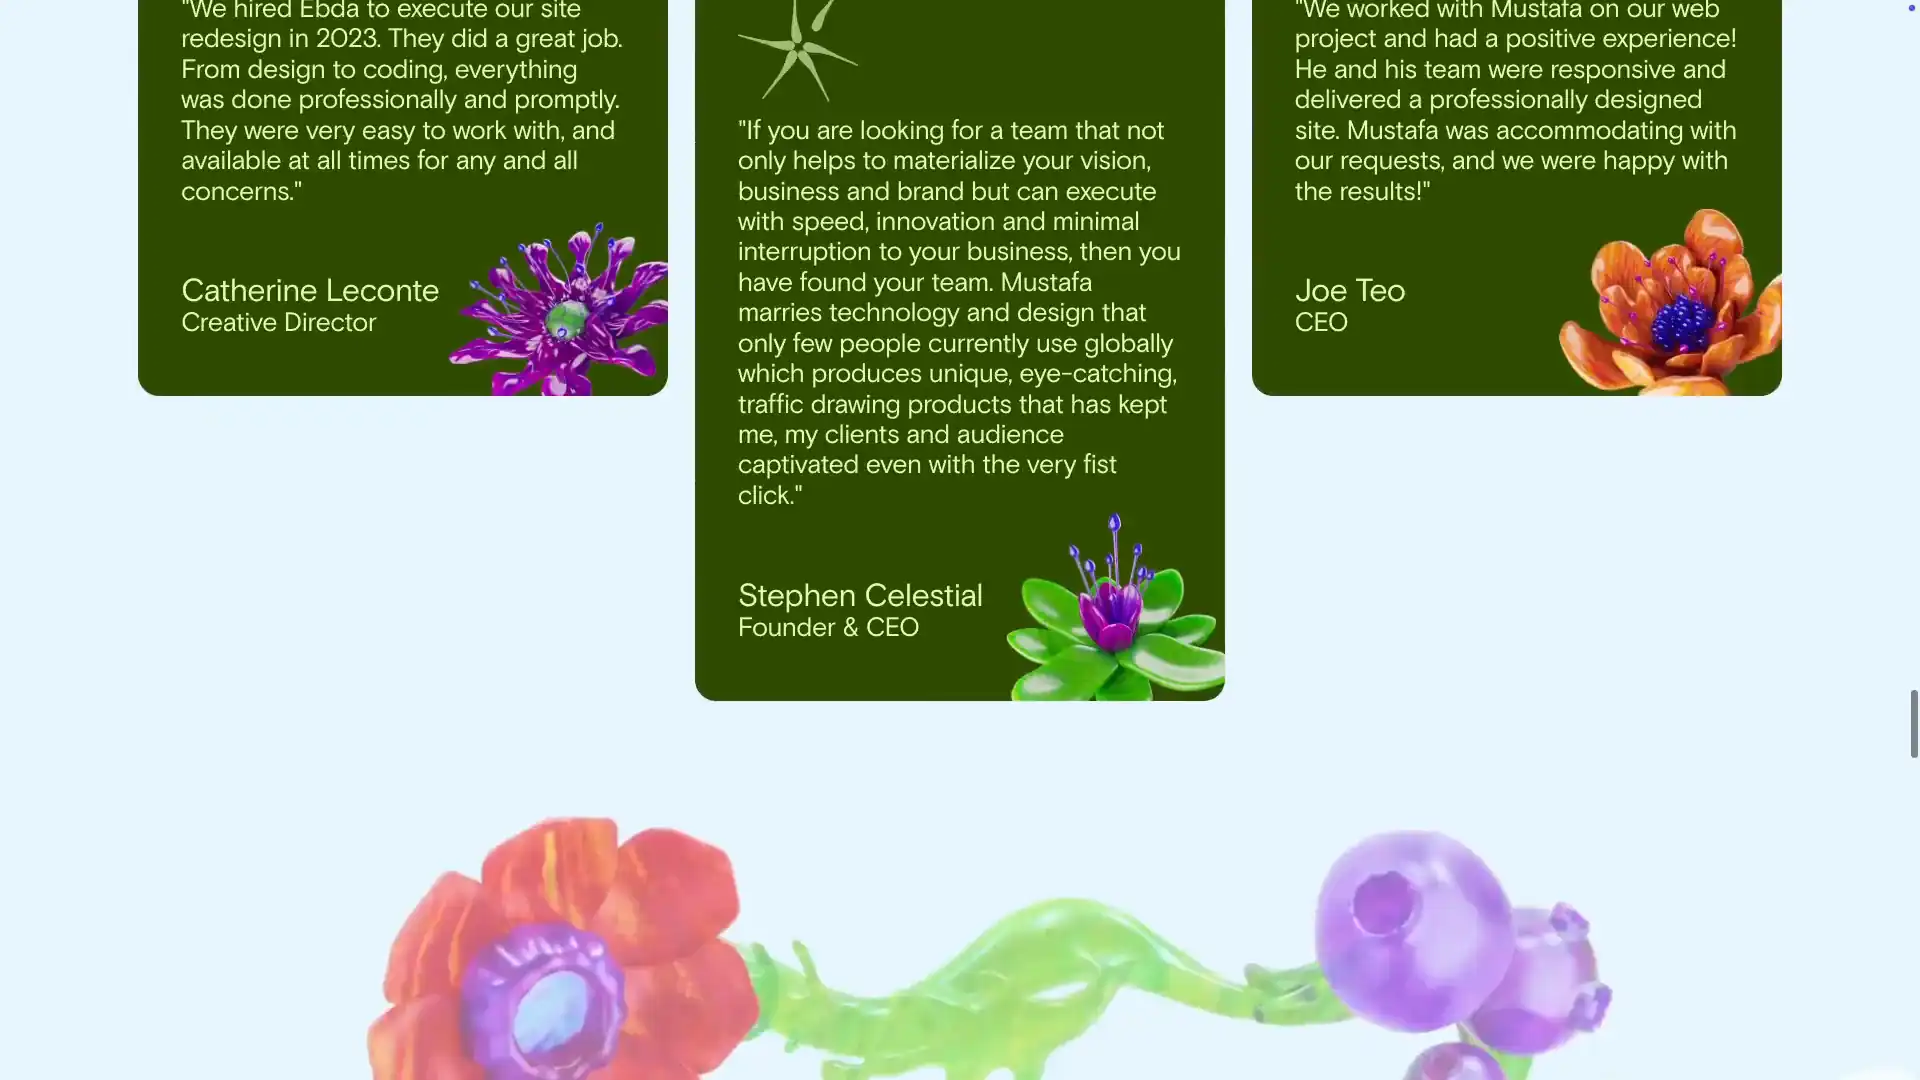 "We hired Ebda to execute our site
redesign in 2023. They did a great job.
From design to coding, everything
was done professionally and promptly.
They were very easy to work with, and
available at all times for any and all
concerns."
Catherine Leconte
Creative Director
"If you are looking for a team that not
only helps to materialize your vision,
business and brand but can execute
with speed, innovation and minimal
interruption to your business, then you
have found your team. Mustafa
marries technology and design that
only few people currently use globally
which produces unique, eye-catching,
traffic drawing products that has kept
me, my clients and audience
captivated even with the very fist
click."
Stephen Celestial
Founder & CEO
"We worked with Mustafa on our web
project and had a positive experience!
He and his team were responsive and
delivered a professionally designed
site. Mustafa was accommodating with
our requests, and we were happy with
the results!"
Joe Teo
CEO